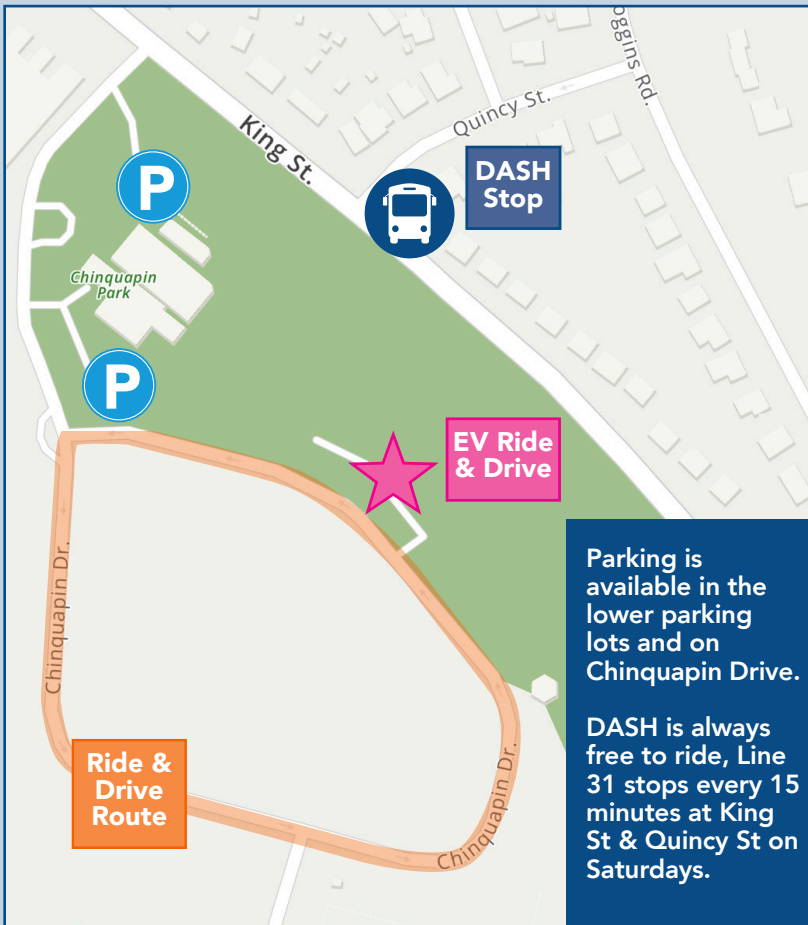 oggins Rd.
Quincy St.
King St.
DASH
Stop
P
Chinquapin
Park
P
EV Ride
& Drive
Chinquapin Dr.
Ride &
Drive
Route
Chinquapin Dr.
Parking is
available in the
lower parking
lots and on
Chinquapin Drive.
DASH is always
free to ride, Line
31 stops every 15
minutes at King
St & Quincy St on
Saturdays.